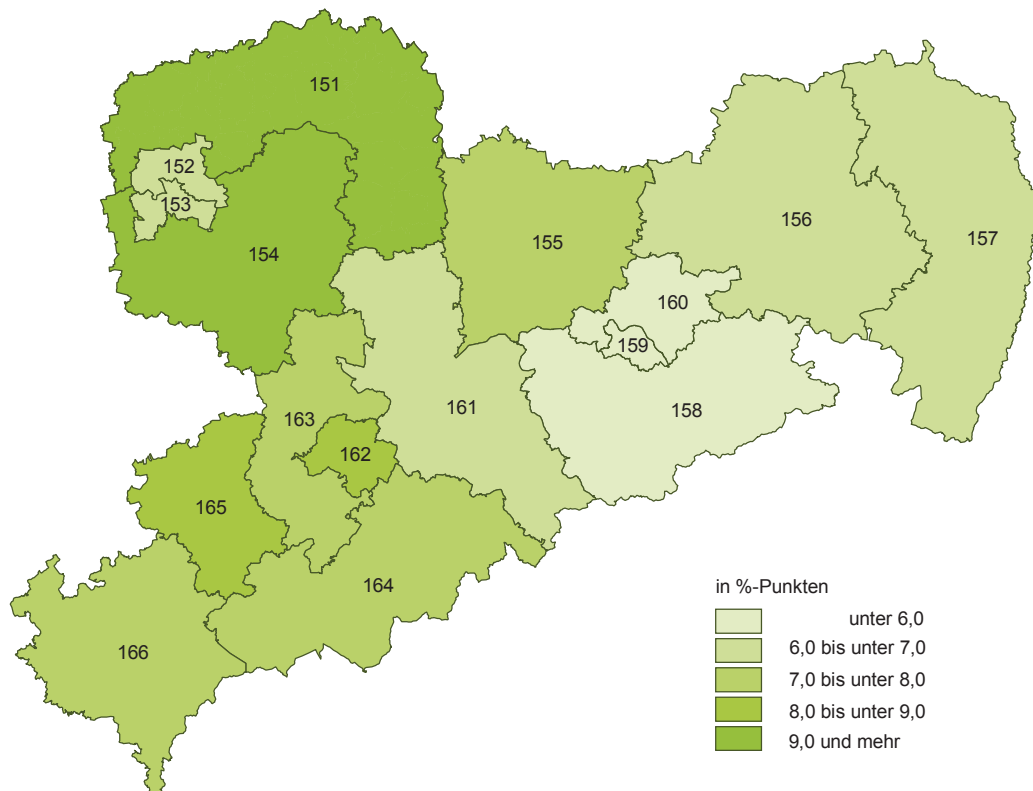 151
152
153
154
155
156
157
160
159
158
161
163
162
165
164
166
in %-Punkten
unter 6,0
6,0 bis unter 7,0
7,0 bis unter 8,0
8,0 bis unter 9,0
9,0 und mehr